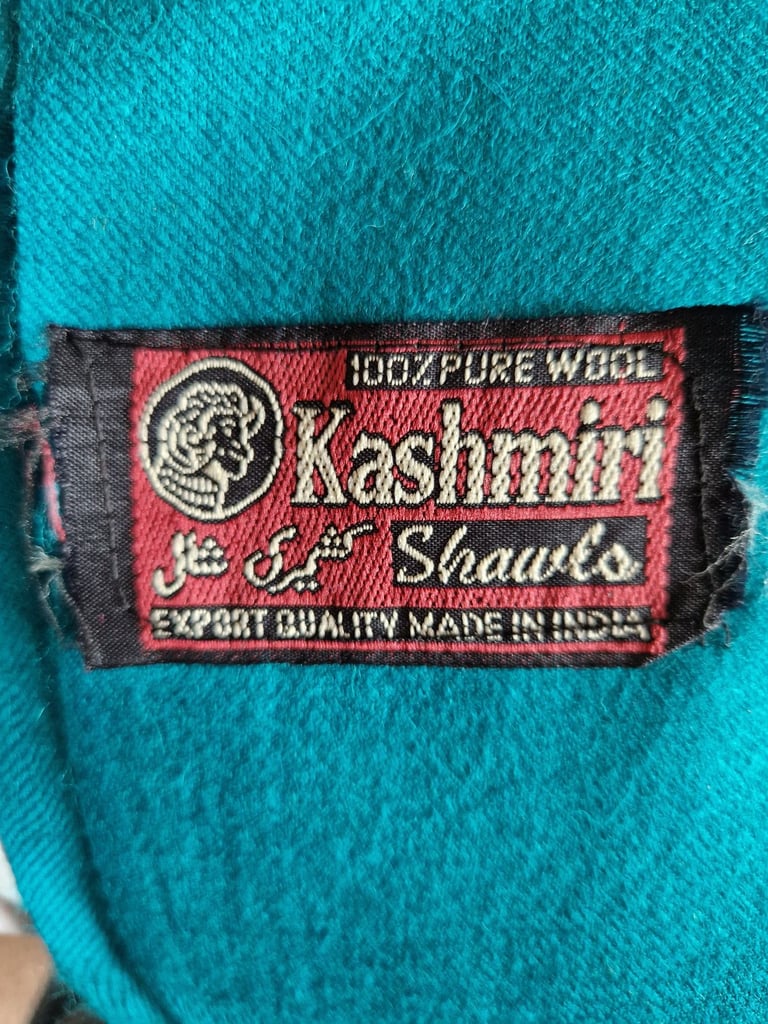 100% PURE WOOL
Kashmiri
کشمیری شال
Shawls
EXPORT QUALITY MADE IN INDIA